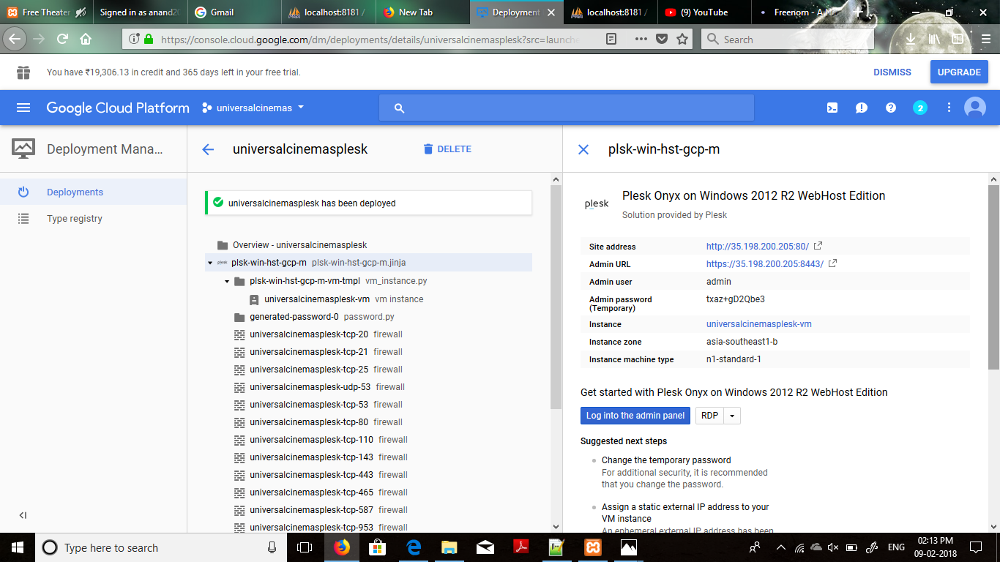 Free Theater
Signed in as anand20
Gmail
localhost:8181 /
New Tab
Deployment
localhost:8181 /
(9) YouTube
Freenom - A
https://console.cloud.google.com/dm/deployments/details/universalcinemasplesk?src=launche
Search
You have ₹19,306.13 in credit and 365 days left in your free trial.
DISMISS
UPGRADE
Google Cloud Platform
universalcinemas
2
Deployment Mana...
universalcinemasplesk
DELETE
plsk-win-hst-gcp-m
Deployments
Type registry
universalcinemasplesk has been deployed
Overview - universalcinemasplesk
plesk plsk-win-hst-gcp-m plsk-win-hst-gcp-m.jinja
plsk-win-hst-gcp-m-vm-tmpl vm_instance.py
universalcinemasplesk-vm vm instance
generated-password-0 password.py
universalcinemasplesk-tcp-20 firewall
universalcinemasplesk-tcp-21 firewall
universalcinemasplesk-tcp-25 firewall
universalcinemasplesk-udp-53 firewall
universalcinemasplesk-tcp-53 firewall
universalcinemasplesk-tcp-80 firewall
universalcinemasplesk-tcp-110 firewall
universalcinemasplesk-tcp-143 firewall
universalcinemasplesk-tcp-443 firewall
universalcinemasplesk-tcp-465 firewall
universalcinemasplesk-tcp-587 firewall
universalcinemasplesk-tcp-953 firewall
plesk
Plesk Onyx on Windows 2012 R2 WebHost Edition
Solution provided by Plesk
Site address http://35.198.200.205:80/
Admin URL https://35.198.200.205:8443/
Admin user admin
Admin password txaz+gD2Qbe3
(Temporary)
Instance universalcinemasplesk-vm
Instance zone asia-southeast1-b
Instance machine type n1-standard-1
Get started with Plesk Onyx on Windows 2012 R2 WebHost Edition
Log into the admin panel
RDP
Suggested next steps
Change the temporary password
For additional security, it is recommended
that you change the password.
Assign a static external IP address to your
VM instance
An ephemeral external IP address has been
Type here to search
ENG
02:13 PM
09-02-2018